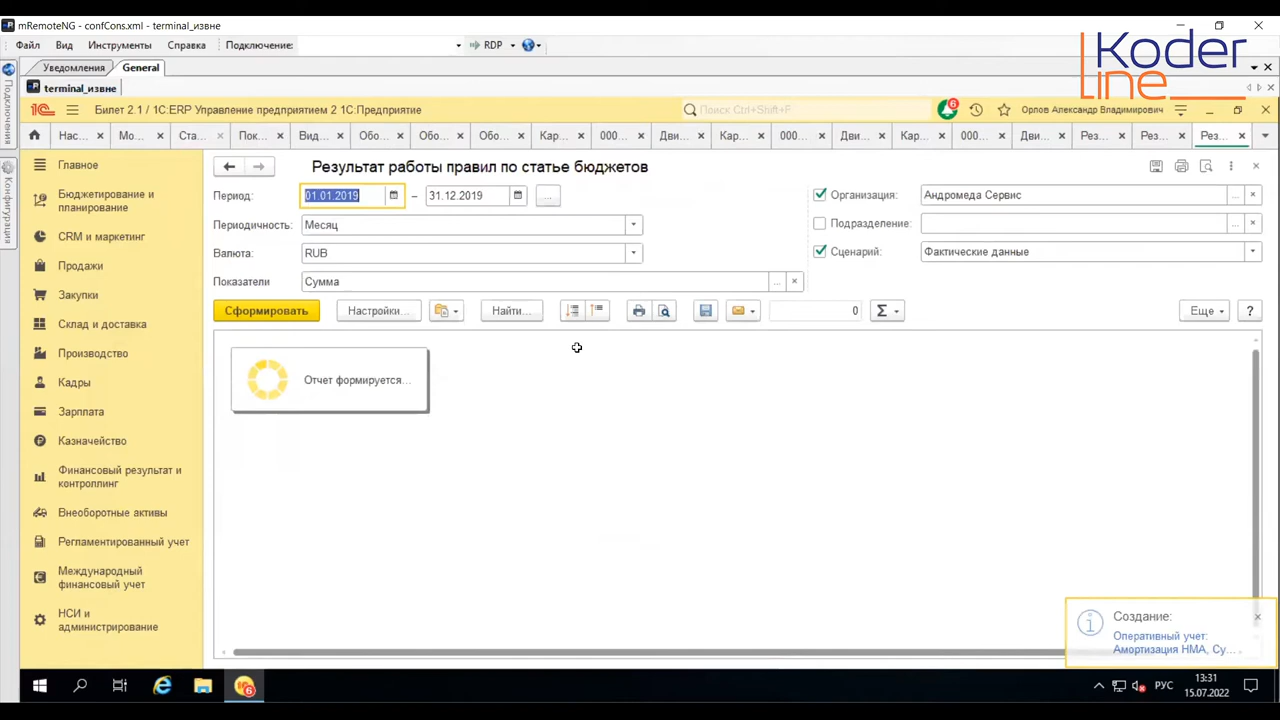 mRemoteNG - confCons.xml - terminal_извне
Файл Вид Инструменты Справка Подключение: RDP
Koder
line
Уведомления General
Подключения
Конфигурация
terminal_извне
Билет 2.1 / 1С:ERP Управление предприятием 2 1С:Предприятие
Поиск Ctrl+Shift+F
6
Орлов Александр Владимирович
Нас... Мо... Ста... Пок... Вид... Обо... Обо... Обо... Кар... 000... Дви... Кар... 000... Дви... Кар... 000... Дви... Рез... Рез... Рез...
Главное
Бюджетирование и
планирование
CRM и маркетинг
Продажи
Закупки
Склад и доставка
Производство
Кадры
Зарплата
Казначейство
Финансовый результат и
контроллинг
Внеоборотные активы
Регламентированный учет
Международный
финансовый учет
НСИ и
администрирование
Результат работы правил по статье бюджетов
Период: 01.01.2019 – 31.12.2019 ...
Организация: Андромеда Сервис
Периодичность: Месяц
Подразделение:
Валюта: RUB
Сценарий: Фактические данные
Показатели Сумма
Сформировать Настройки... Найти... 0 Σ Еще ?
Отчет формируется...
Создание:
Оперативный учет:
Амортизация НМА, Су...
6
РУС
13:31
15.07.2022